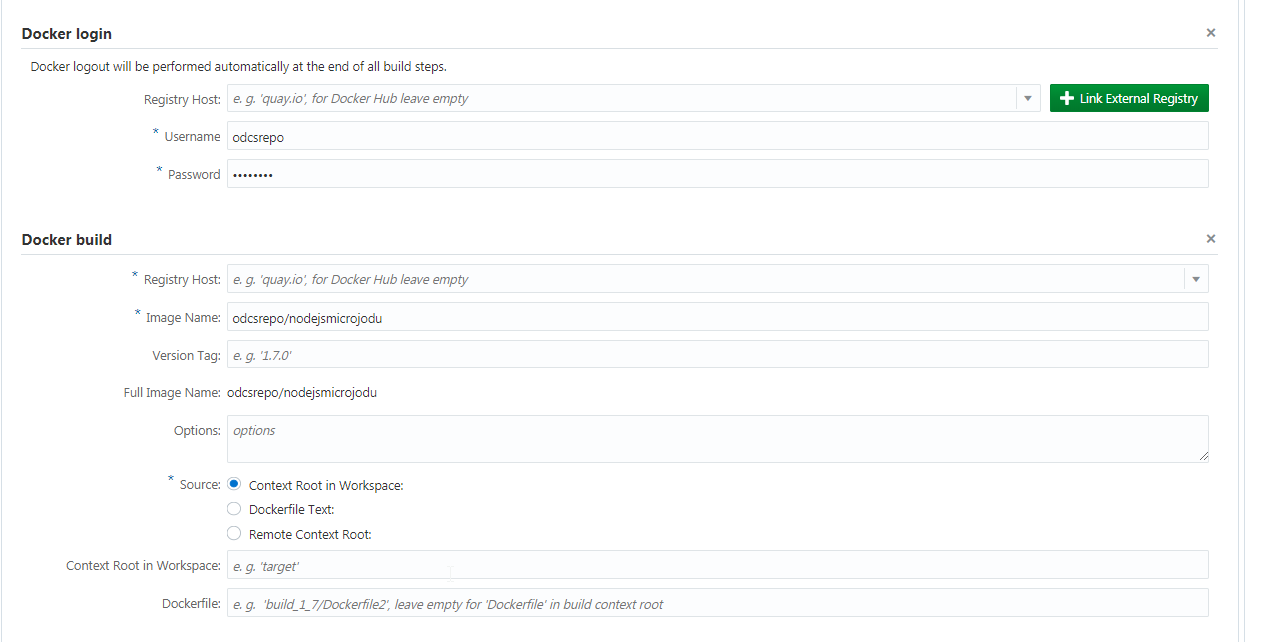 Docker login
Docker logout will be performed automatically at the end of all build steps.
Registry Host: e. g. 'quay.io', for Docker Hub leave empty Link External Registry
* Username odcsrepo
* Password ••••••••
Docker build
* Registry Host: e. g. 'quay.io', for Docker Hub leave empty
* Image Name: odcsrepo/nodejsmicrojodu
Version Tag: e. g. '1.7.0'
Full Image Name: odcsrepo/nodejsmicrojodu
Options: options
* Source: Context Root in Workspace:
Dockerfile Text:
Remote Context Root:
Context Root in Workspace: e. g. 'target'
Dockerfile: e. g. 'build_1_7/Dockerfile2', leave empty for 'Dockerfile' in build context root